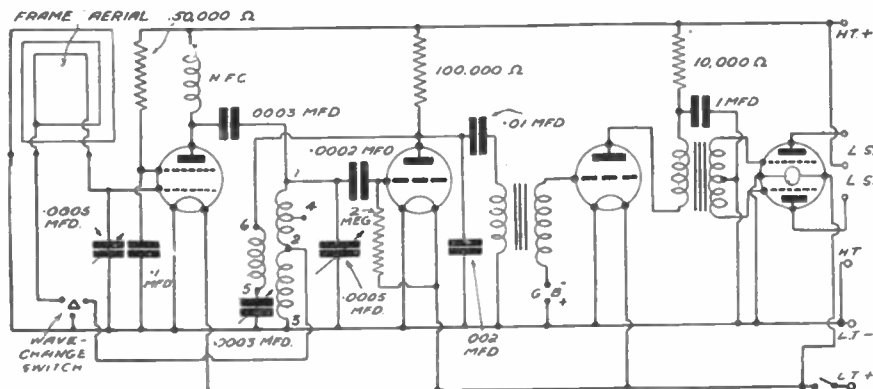 FRAME AERIAL
.50,000 Ω
H.F.C.
.0003 MFD
100,000 Ω
.01 MFD
10,000 Ω
1 MFD
HT.+
L.S.
L.S.
.0002 MFD
1
4
2
MEG
2
6
5
3
.0005
MFD.
.1
MFD
.0005
MFD.
.0003 MFD.
.002
MFD
G B -
+
HT
L.T-
L T +
WAVE-
CHANGE
SWITCH